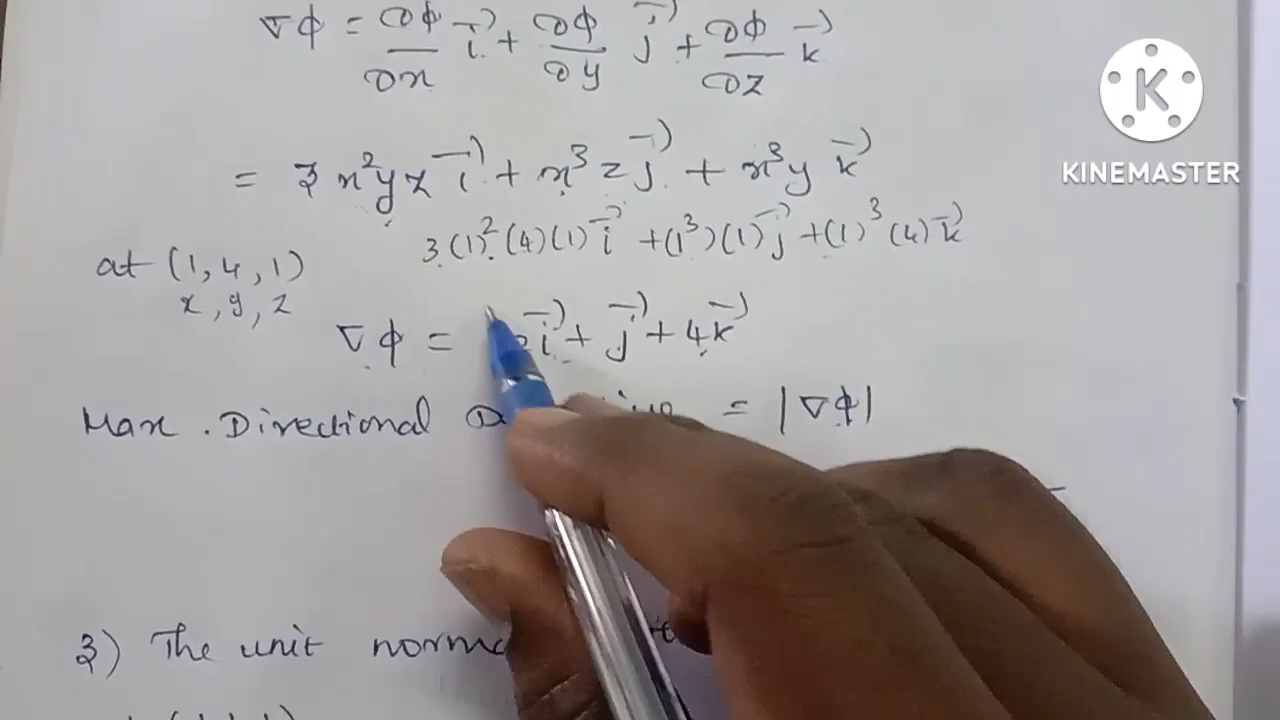 ∇φ = ∂φ/∂x i⃗ + ∂φ/∂y j⃗ + ∂φ/∂z k⃗
= 3x²yz i⃗ + x³z j⃗ + x³y k⃗
3(1)²(4)(1) i⃗ + (1³)(1) j⃗ + (1)³(4) k⃗
at (1, 4, 1)
x, y, z
∇φ = i⃗ + j⃗ + 4k⃗
Max. Directional = |∇φ|
3) The unit
K
KINEMASTER